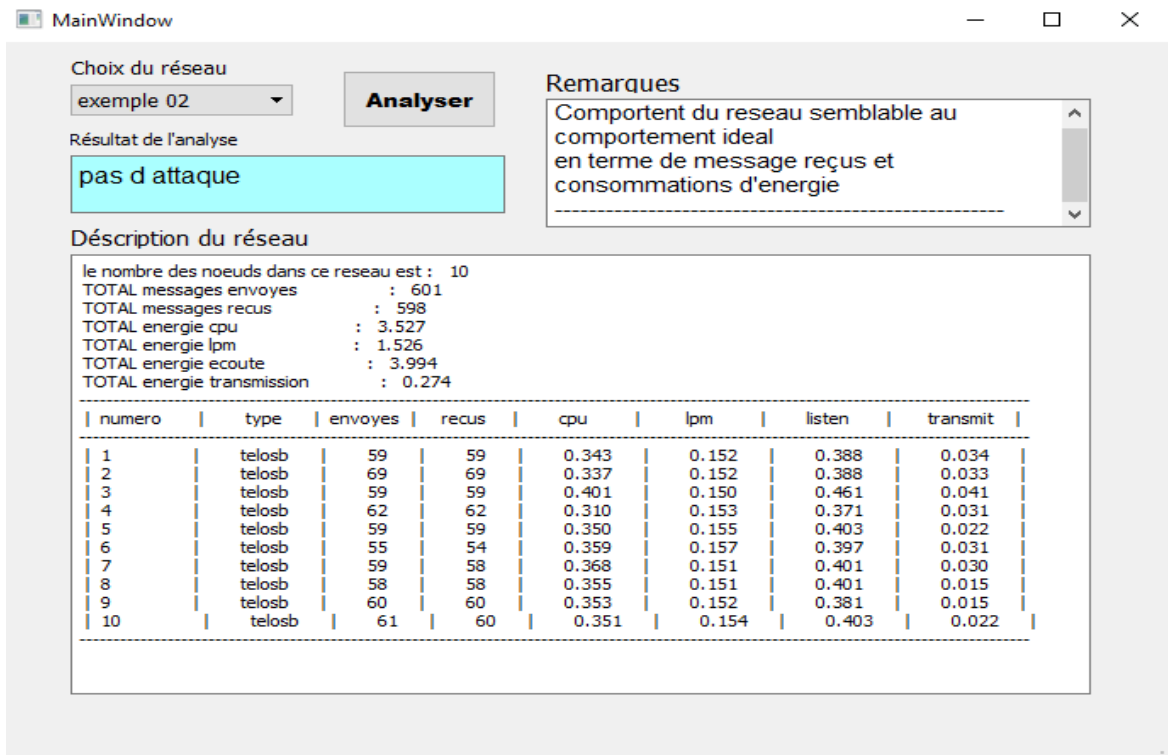 MainWindow
Choix du réseau
exemple 02
Analyser
Résultat de l'analyse
pas d attaque
Remarques
Comportent du reseau semblable au
comportement ideal
en terme de message reçus et
consommations d'energie
------------------------------------------------------
Déscription du réseau
le nombre des noeuds dans ce reseau est : 10
TOTAL messages envoyes : 601
TOTAL messages recus : 598
TOTAL energie cpu : 3.527
TOTAL energie lpm : 1.526
TOTAL energie ecoute : 3.994
TOTAL energie transmission : 0.274
| numero | type | envoyes | recus | cpu | lpm | listen | transmit |
| 1 | telosb | 59 | 59 | 0.343 | 0.152 | 0.388 | 0.034 |
| 2 | telosb | 69 | 69 | 0.337 | 0.152 | 0.388 | 0.033 |
| 3 | telosb | 59 | 59 | 0.401 | 0.150 | 0.461 | 0.041 |
| 4 | telosb | 62 | 62 | 0.310 | 0.153 | 0.371 | 0.031 |
| 5 | telosb | 59 | 59 | 0.350 | 0.155 | 0.403 | 0.022 |
| 6 | telosb | 55 | 54 | 0.359 | 0.157 | 0.397 | 0.031 |
| 7 | telosb | 59 | 58 | 0.368 | 0.151 | 0.401 | 0.030 |
| 8 | telosb | 58 | 58 | 0.355 | 0.151 | 0.401 | 0.015 |
| 9 | telosb | 60 | 60 | 0.353 | 0.152 | 0.381 | 0.015 |
| 10 | telosb | 61 | 60 | 0.351 | 0.154 | 0.403 | 0.022 |